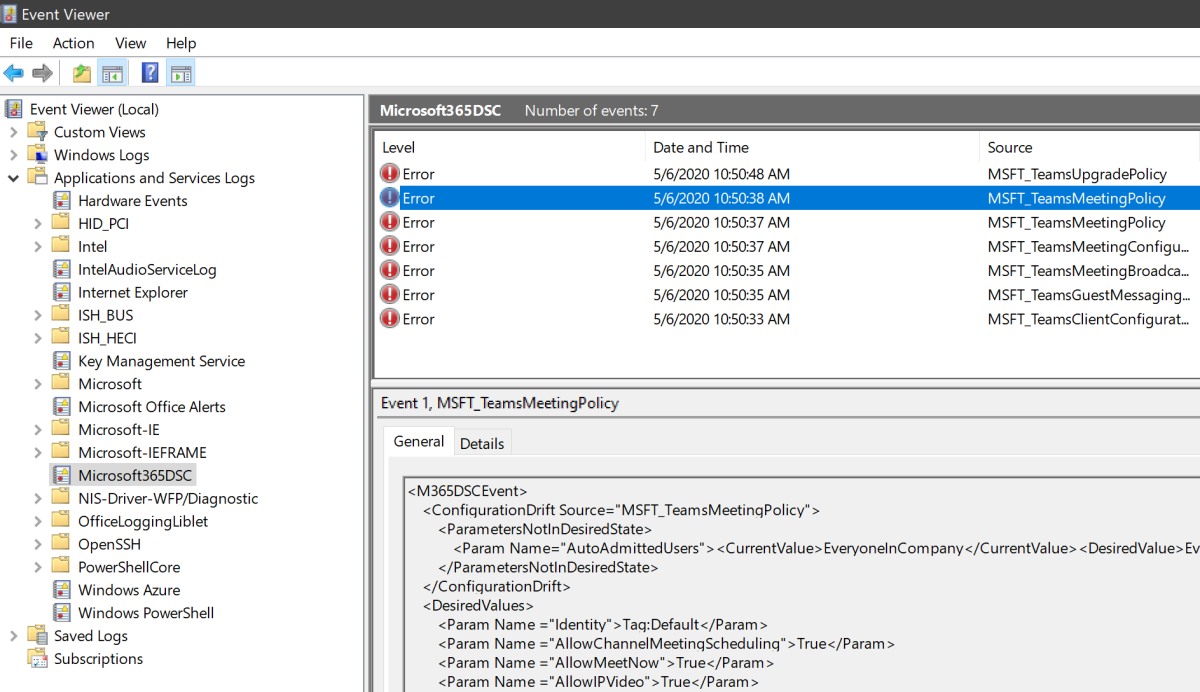 Event Viewer
File Action View Help
Event Viewer (Local)
Custom Views
Windows Logs
Applications and Services Logs
Hardware Events
HID_PCI
Intel
IntelAudioServiceLog
Internet Explorer
ISH_BUS
ISH_HECI
Key Management Service
Microsoft
Microsoft Office Alerts
Microsoft-IE
Microsoft-IEFRAME
Microsoft365DSC
NIS-Driver-WFP/Diagnostic
OfficeLoggingLiblet
OpenSSH
PowerShellCore
Windows Azure
Windows PowerShell
Saved Logs
Subscriptions
Microsoft365DSC Number of events: 7
Level Date and Time Source
Error 5/6/2020 10:50:48 AM MSFT_TeamsUpgradePolicy
Error 5/6/2020 10:50:38 AM MSFT_TeamsMeetingPolicy
Error 5/6/2020 10:50:37 AM MSFT_TeamsMeetingPolicy
Error 5/6/2020 10:50:37 AM MSFT_TeamsMeetingConfigu...
Error 5/6/2020 10:50:35 AM MSFT_TeamsMeetingBroadca...
Error 5/6/2020 10:50:35 AM MSFT_TeamsGuestMessaging...
Error 5/6/2020 10:50:33 AM MSFT_TeamsClientConfigurat...
Event 1, MSFT_TeamsMeetingPolicy
General Details
<M365DSCEvent>
<ConfigurationDrift Source="MSFT_TeamsMeetingPolicy">
<ParametersNotInDesiredState>
<Param Name="AutoAdmittedUsers"><CurrentValue>EveryoneInCompany</CurrentValue><DesiredValue>Ev
</ParametersNotInDesiredState>
</ConfigurationDrift>
<DesiredValues>
<Param Name ="Identity">Tag:Default</Param>
<Param Name ="AllowChannelMeetingScheduling">True</Param>
<Param Name ="AllowMeetNow">True</Param>
<Param Name ="AllowIPVideo">True</Param>